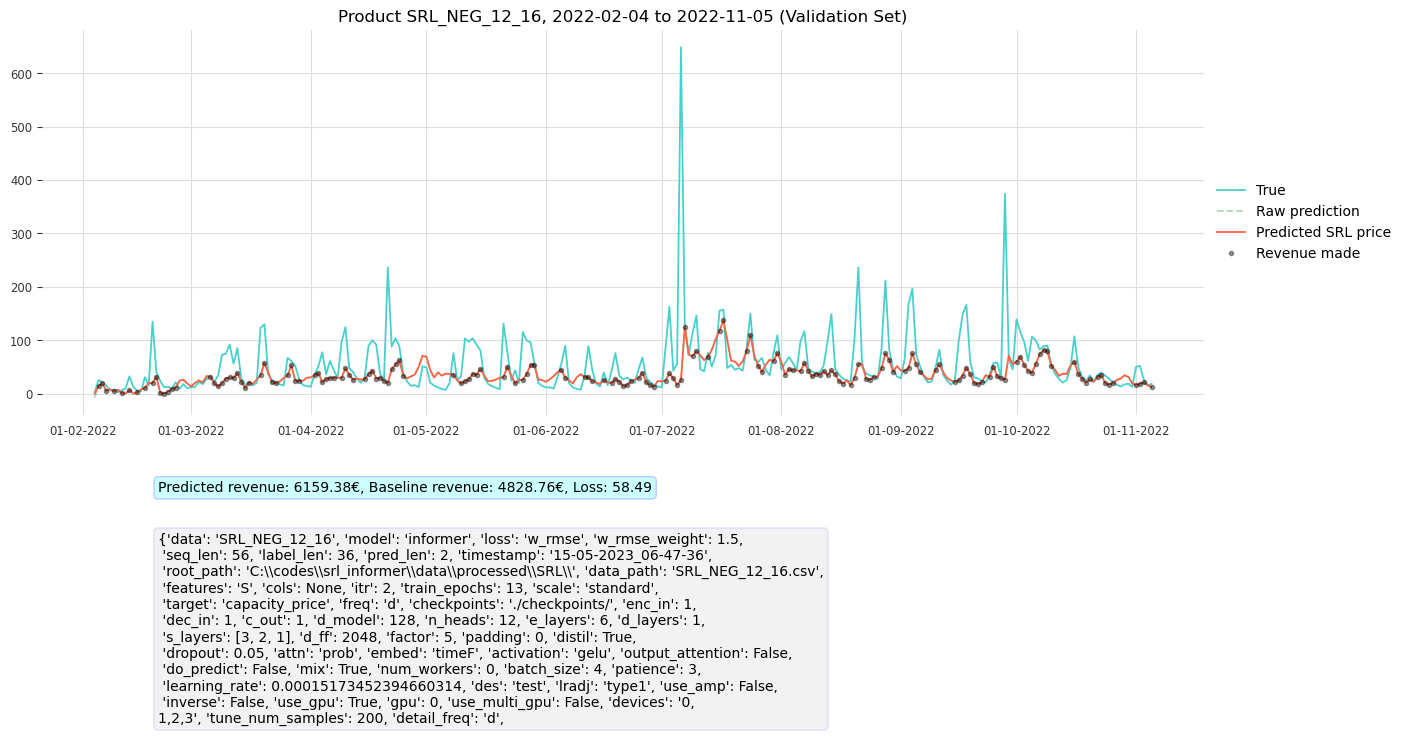 Product SRL_NEG_12_16, 2022-02-04 to 2022-11-05 (Validation Set)
600
500
400
300
200
100
0
01-02-2022 01-03-2022 01-04-2022 01-05-2022 01-06-2022 01-07-2022 01-08-2022 01-09-2022 01-10-2022 01-11-2022
True
Raw prediction
Predicted SRL price
Revenue made
Predicted revenue: 6159.38€, Baseline revenue: 4828.76€, Loss: 58.49
{'data': 'SRL_NEG_12_16', 'model': 'informer', 'loss': 'w_rmse', 'w_rmse_weight': 1.5,
'seq_len': 56, 'label_len': 36, 'pred_len': 2, 'timestamp': '15-05-2023_06-47-36',
'root_path': 'C:\\codes\\srl_informer\\data\\processed\\SRL\\', 'data_path': 'SRL_NEG_12_16.csv',
'features': 'S', 'cols': None, 'itr': 2, 'train_epochs': 13, 'scale': 'standard',
'target': 'capacity_price', 'freq': 'd', 'checkpoints': './checkpoints/', 'enc_in': 1,
'dec_in': 1, 'c_out': 1, 'd_model': 128, 'n_heads': 12, 'e_layers': 6, 'd_layers': 1,
's_layers': [3, 2, 1], 'd_ff': 2048, 'factor': 5, 'padding': 0, 'distil': True,
'dropout': 0.05, 'attn': 'prob', 'embed': 'timeF', 'activation': 'gelu', 'output_attention': False,
'do_predict': False, 'mix': True, 'num_workers': 0, 'batch_size': 4, 'patience': 3,
'learning_rate': 0.00015173452394660314, 'des': 'test', 'lradj': 'type1', 'use_amp': False,
'inverse': False, 'use_gpu': True, 'gpu': 0, 'use_multi_gpu': False, 'devices': '0,
1,2,3', 'tune_num_samples': 200, 'detail_freq': 'd',